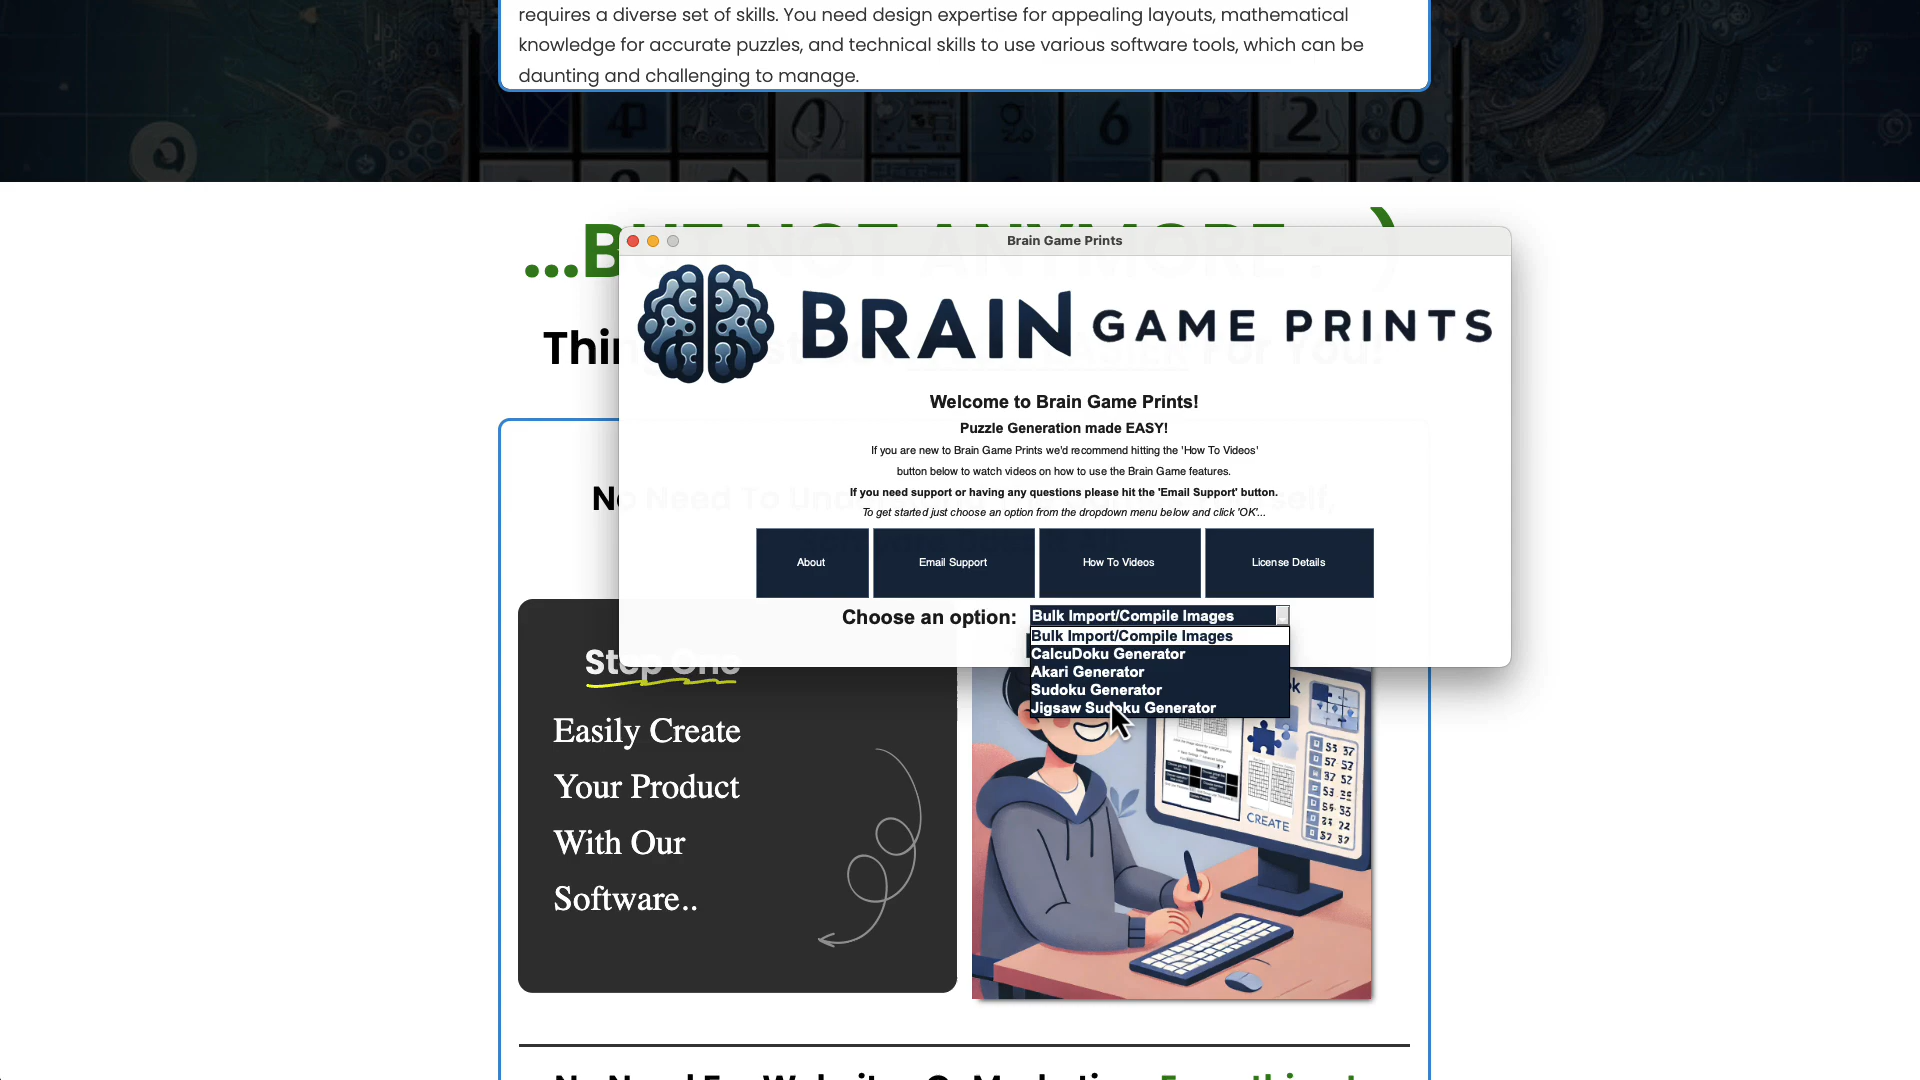 requires a diverse set of skills. You need design expertise for appealing layouts, mathematical
knowledge for accurate puzzles, and technical skills to use various software tools, which can be
daunting and challenging to manage.
...BUT NOT ANYMORE
Brain Game Prints
BRAIN GAME PRINTS
Welcome to Brain Game Prints!
Puzzle Generation made EASY!
If you are new to Brain Game Prints we'd recommend hitting the 'How To Videos'
button below to watch videos on how to use the Brain Game features.
If you need support or having any questions please hit the 'Email Support' button.
To get started just choose an option from the dropdown menu below and click 'OK'...
About
Email Support
How To Videos
License Details
Choose an option:
Bulk Import/Compile Images
Bulk Import/Compile Images
CalcuDoku Generator
Akari Generator
Sudoku Generator
Jigsaw Sudoku Generator
Step One
Easily Create
Your Product
With Our
Software..
CREATE